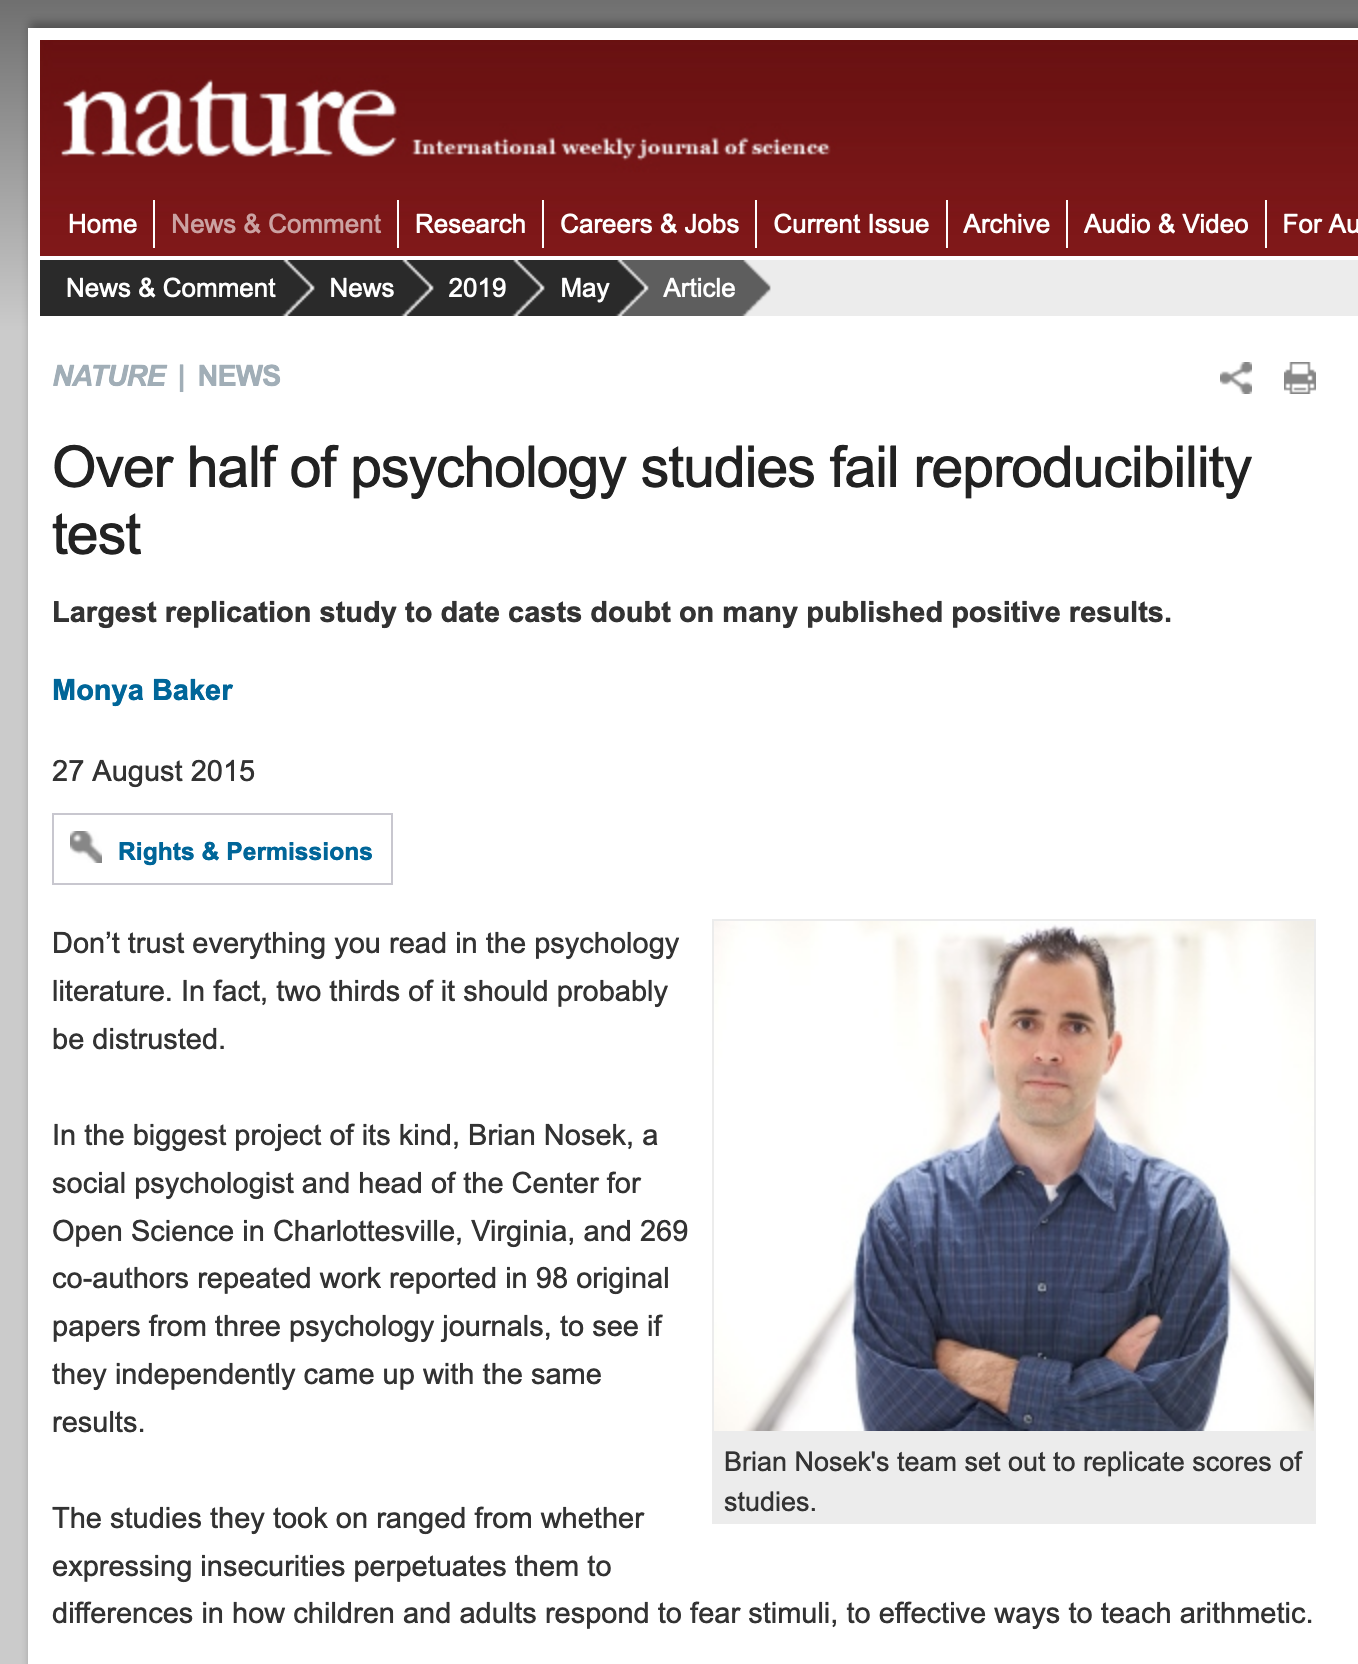 nature International weekly journal of science
Home News & Comment Research Careers & Jobs Current Issue Archive Audio & Video For Au
News & Comment News 2019 May Article
NATURE | NEWS
Over half of psychology studies fail reproducibility
test
Largest replication study to date casts doubt on many published positive results.
Monya Baker
27 August 2015
Rights & Permissions
Don’t trust everything you read in the psychology
literature. In fact, two thirds of it should probably
be distrusted.
In the biggest project of its kind, Brian Nosek, a
social psychologist and head of the Center for
Open Science in Charlottesville, Virginia, and 269
co-authors repeated work reported in 98 original
papers from three psychology journals, to see if
they independently came up with the same
results.
Brian Nosek's team set out to replicate scores of
studies.
The studies they took on ranged from whether
expressing insecurities perpetuates them to
differences in how children and adults respond to fear stimuli, to effective ways to teach arithmetic.